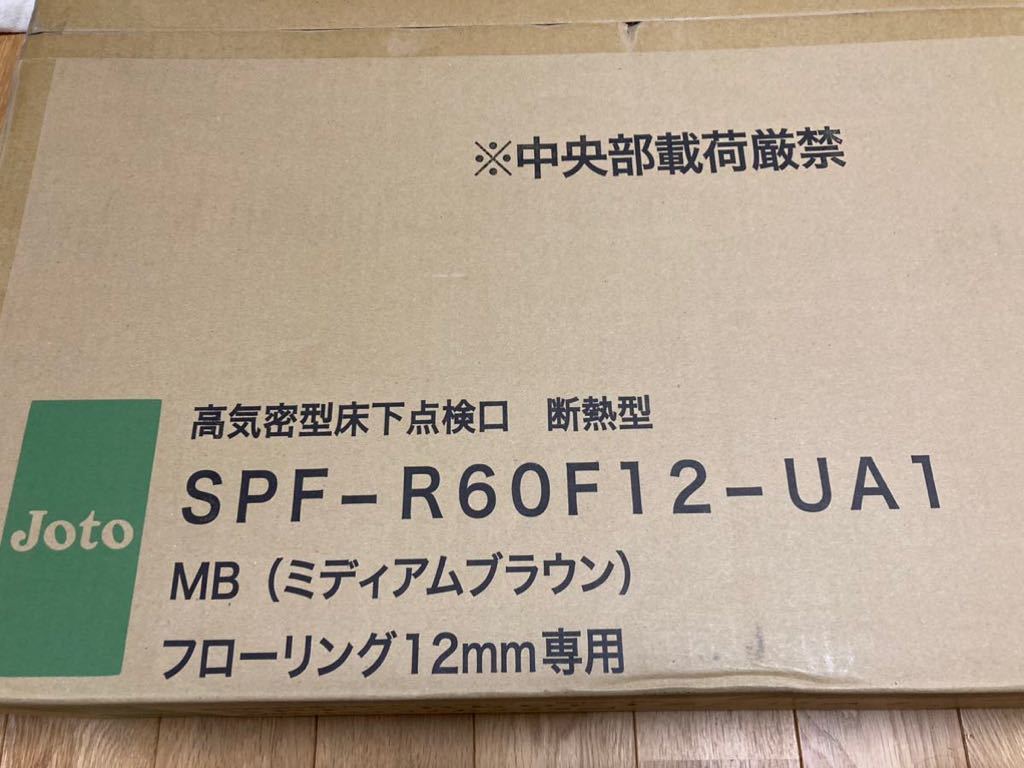 ※中央部載荷厳禁
高気密型床下点検口　断熱型
SPF-R60F12-UA1
Joto
MB（ミディアムブラウン）
フローリング12mm専用